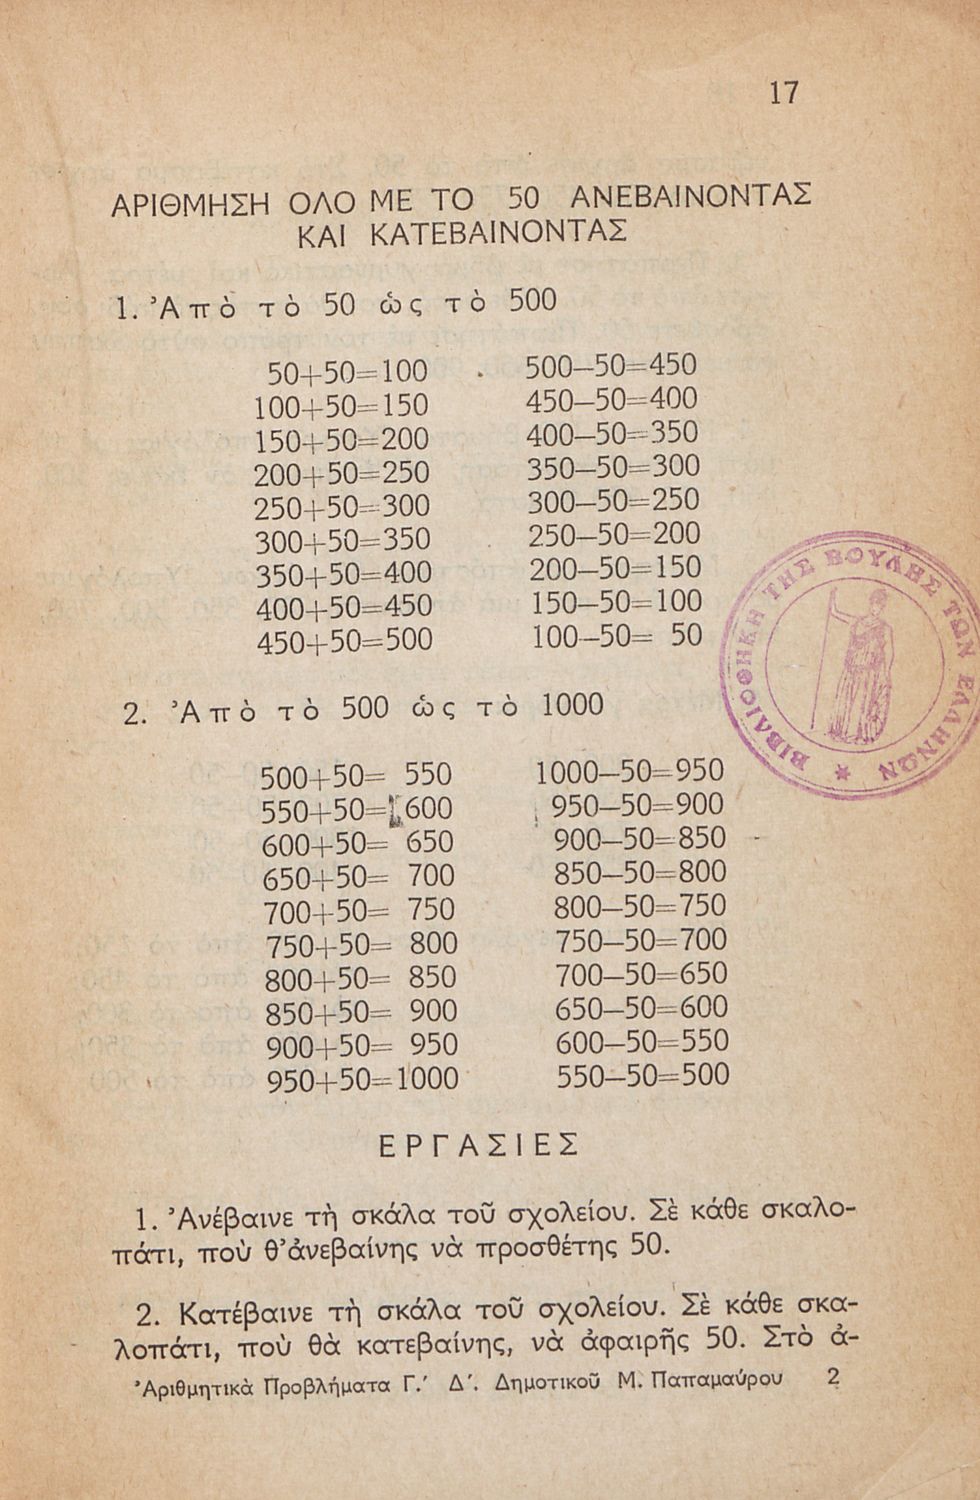 17
ΑΡΙΘΜΗΣΗ ΟΛΟ ΜΕ ΤΟ 50 ΑΝΕΒΑΙΝΟΝΤΑΣ
ΚΑΙ ΚΑΤΕΒΑΙΝΟΝΤΑΣ
1. Ἀπὸ τὸ 50 ὡς τὸ 500
50+50=100 500—50=450
100+50=150 450—50=400
150+50=200 400—50=350
200+50=250 350—50=300
250+50=300 300—50=250
300+50=350 250—50=200
350+50=400 200—50=150
400+50=450 150—50=100
450+50=500 100—50= 50
ΒΙΒΛΙΟΘΗΚΗ ΤΗΣ ΒΟΥΛΗΣ ΤΩΝ ΕΛΛΗΝΩΝ
2. Ἀπὸ τὸ 500 ὡς τὸ 1000
500+50= 550 1000—50=950
550+50= 600 950—50=900
600+50= 650 900—50=850
650+50= 700 850—50=800
700+50= 750 800—50=750
750+50= 800 750—50=700
800+50= 850 700—50=650
850+50= 900 650—50=600
900+50= 950 600—50=550
950+50=1000 550—50=500
ΕΡΓΑΣΙΕΣ
1. Ἀνέβαινε τὴ σκάλα τοῦ σχολείου. Σὲ κάθε σκαλο-
πάτι, ποὺ θ’ἀνεβαίνης νὰ προσθέτης 50.
2. Κατέβαινε τὴ σκάλα τοῦ σχολείου. Σὲ κάθε σκα-
λοπάτι, ποὺ θὰ κατεβαίνης, νὰ ἀφαιρῆς 50. Στὸ ἀ-
Ἀριθμητικὰ Προβλήματα Γ.′ Δ′. Δημοτικοῦ Μ. Παπαμαύρου 2